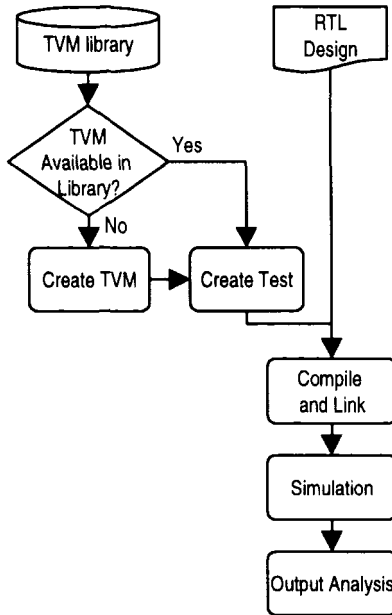 TVM library
RTL
Design
TVM
Available in
Library?
Yes
No
Create TVM
Create Test
Compile
and Link
Simulation
Output Analysis